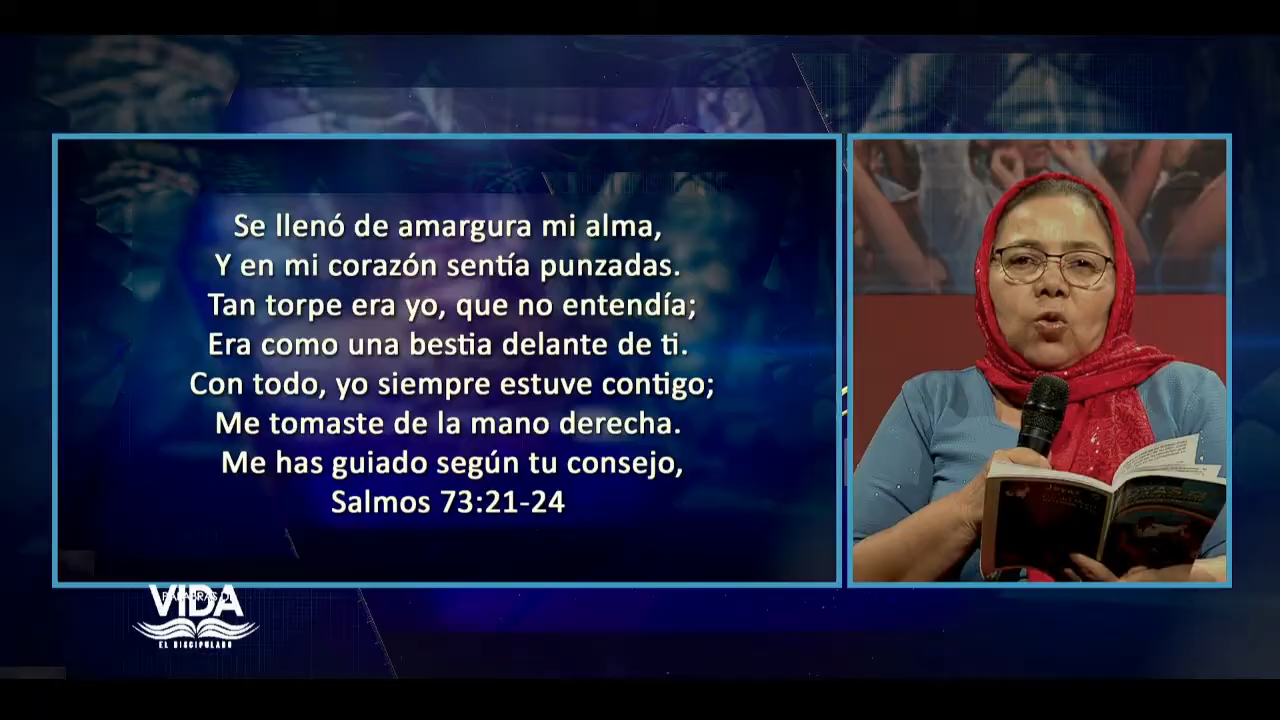 Se llenó de amargura mi alma,
Y en mi corazón sentía punzadas.
Tan torpe era yo, que no entendía;
Era como una bestia delante de ti.
Con todo, yo siempre estuve contigo;
Me tomaste de la mano derecha.
Me has guiado según tu consejo,
Salmos 73:21-24
PALABRAS DE
VIDA
EL DISCIPULADO